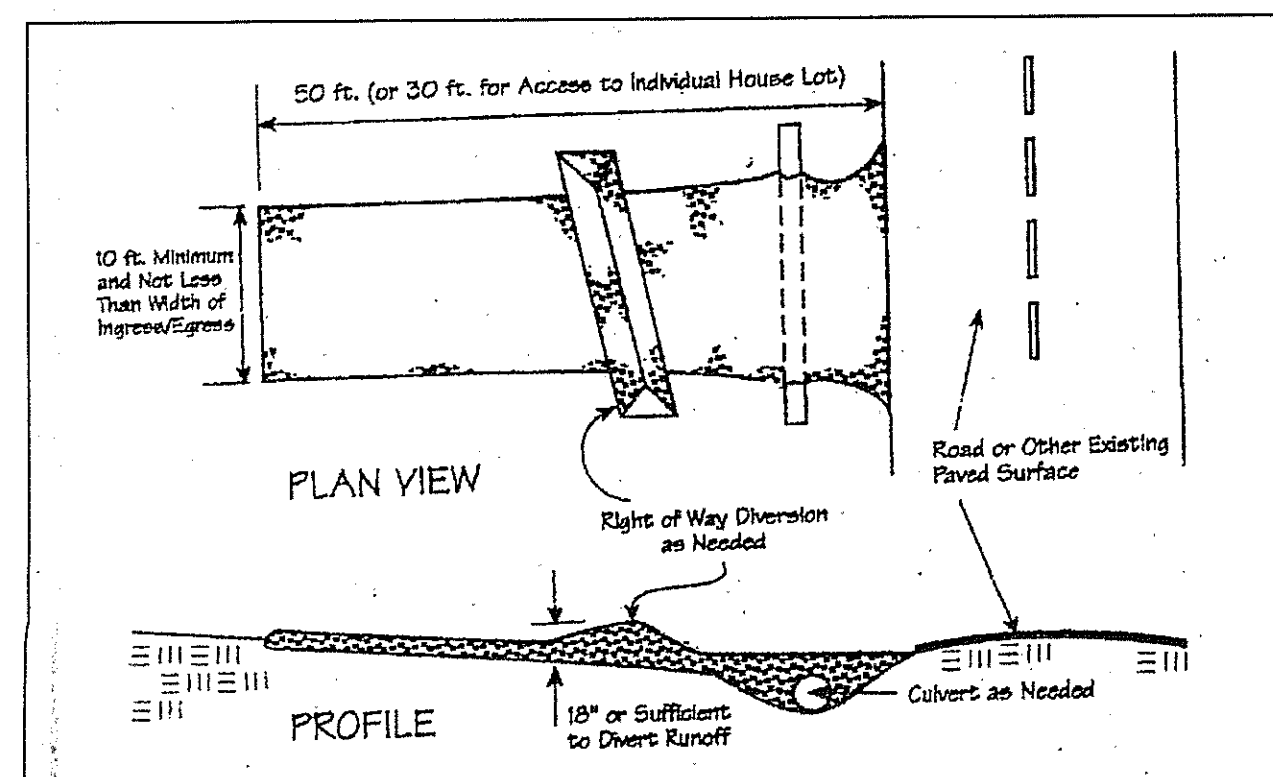 50 ft. (or 30 ft. for Access to Individual House Lot)
10 ft. Minimum
and Not Less
Than Width of
Ingress/Egress
PLAN VIEW
Right of Way Diversion
as Needed
Road or Other Existing
Paved Surface
18" or Sufficient
to Divert Runoff
Culvert as Needed
PROFILE